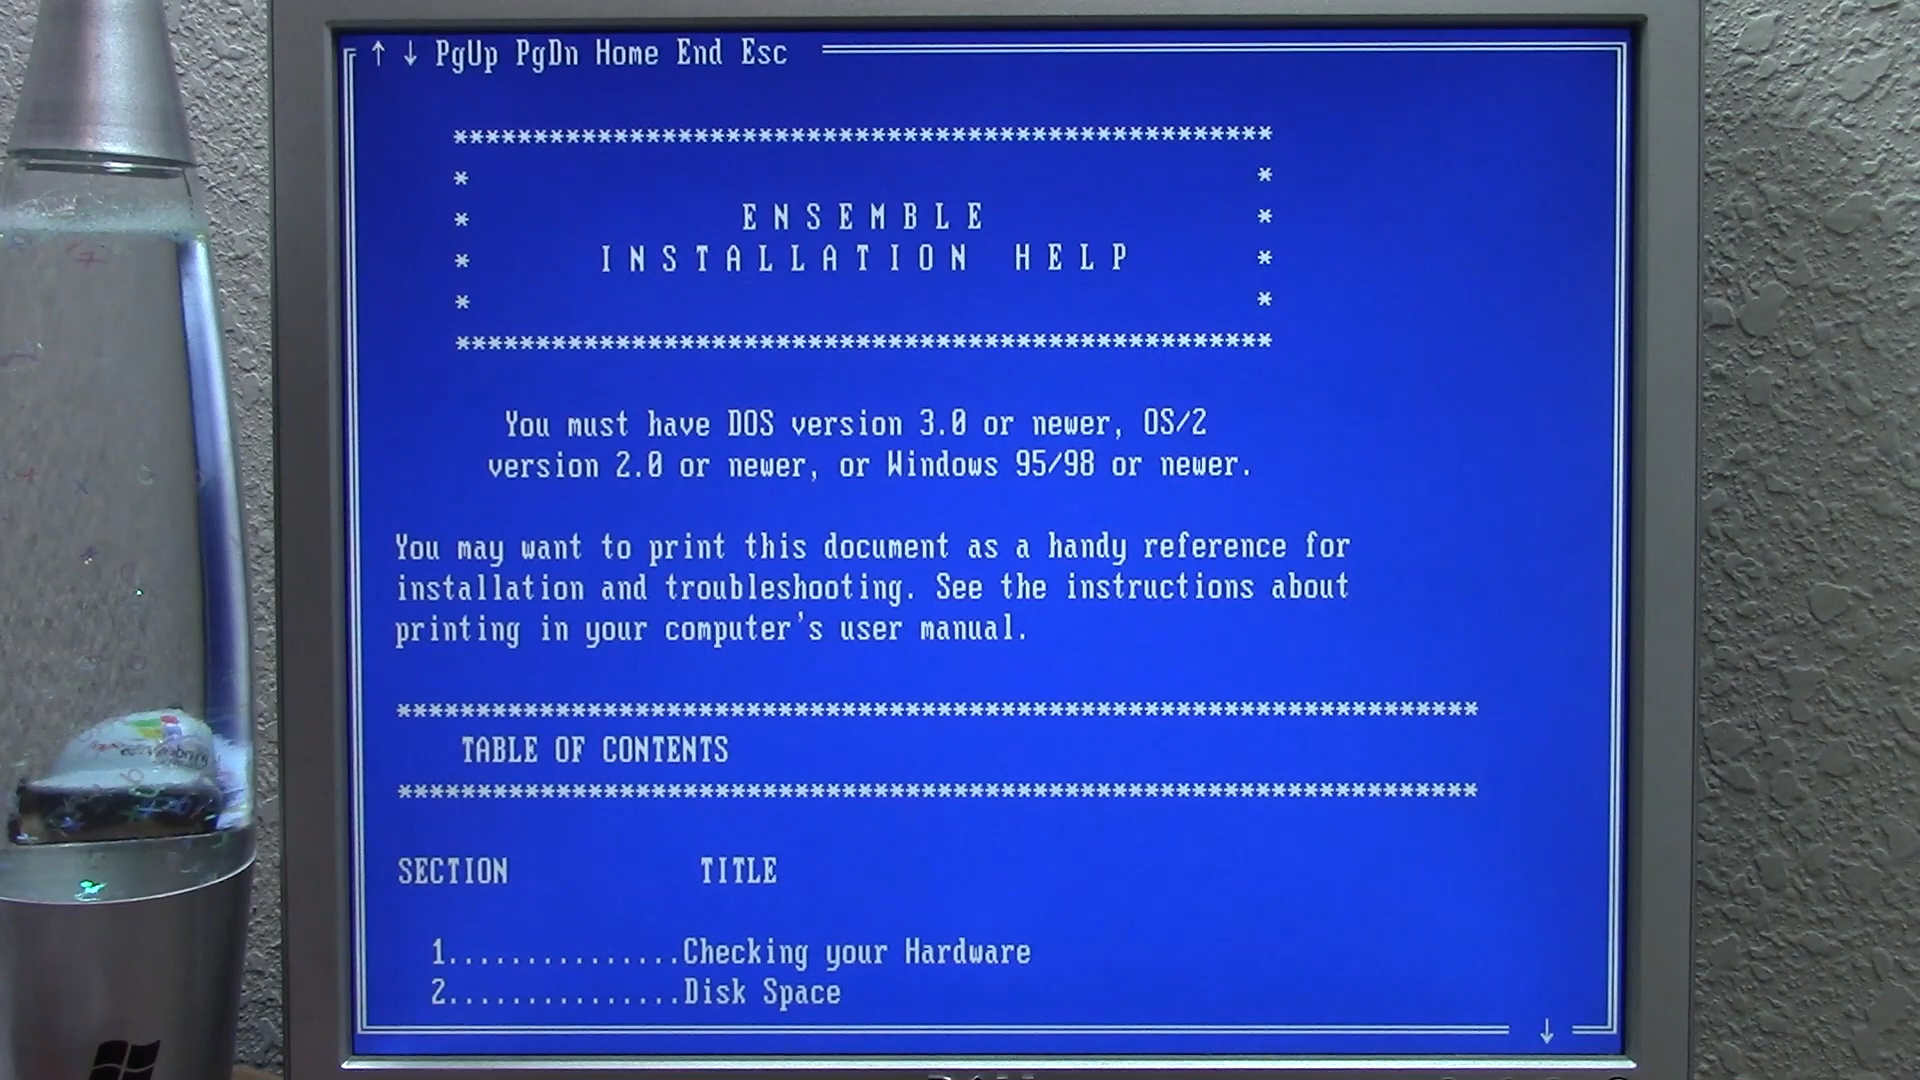 ↑ ↓ PgUp PgDn Home End Esc
***************************************************
* *
* E N S E M B L E *
* I N S T A L L A T I O N   H E L P *
* *
***************************************************
You must have DOS version 3.0 or newer, OS/2
version 2.0 or newer, or Windows 95/98 or newer.
You may want to print this document as a handy reference for
installation and troubleshooting. See the instructions about
printing in your computer's user manual.
********************************************************************
TABLE OF CONTENTS
********************************************************************
SECTION TITLE
1...............Checking your Hardware
2...............Disk Space
↓